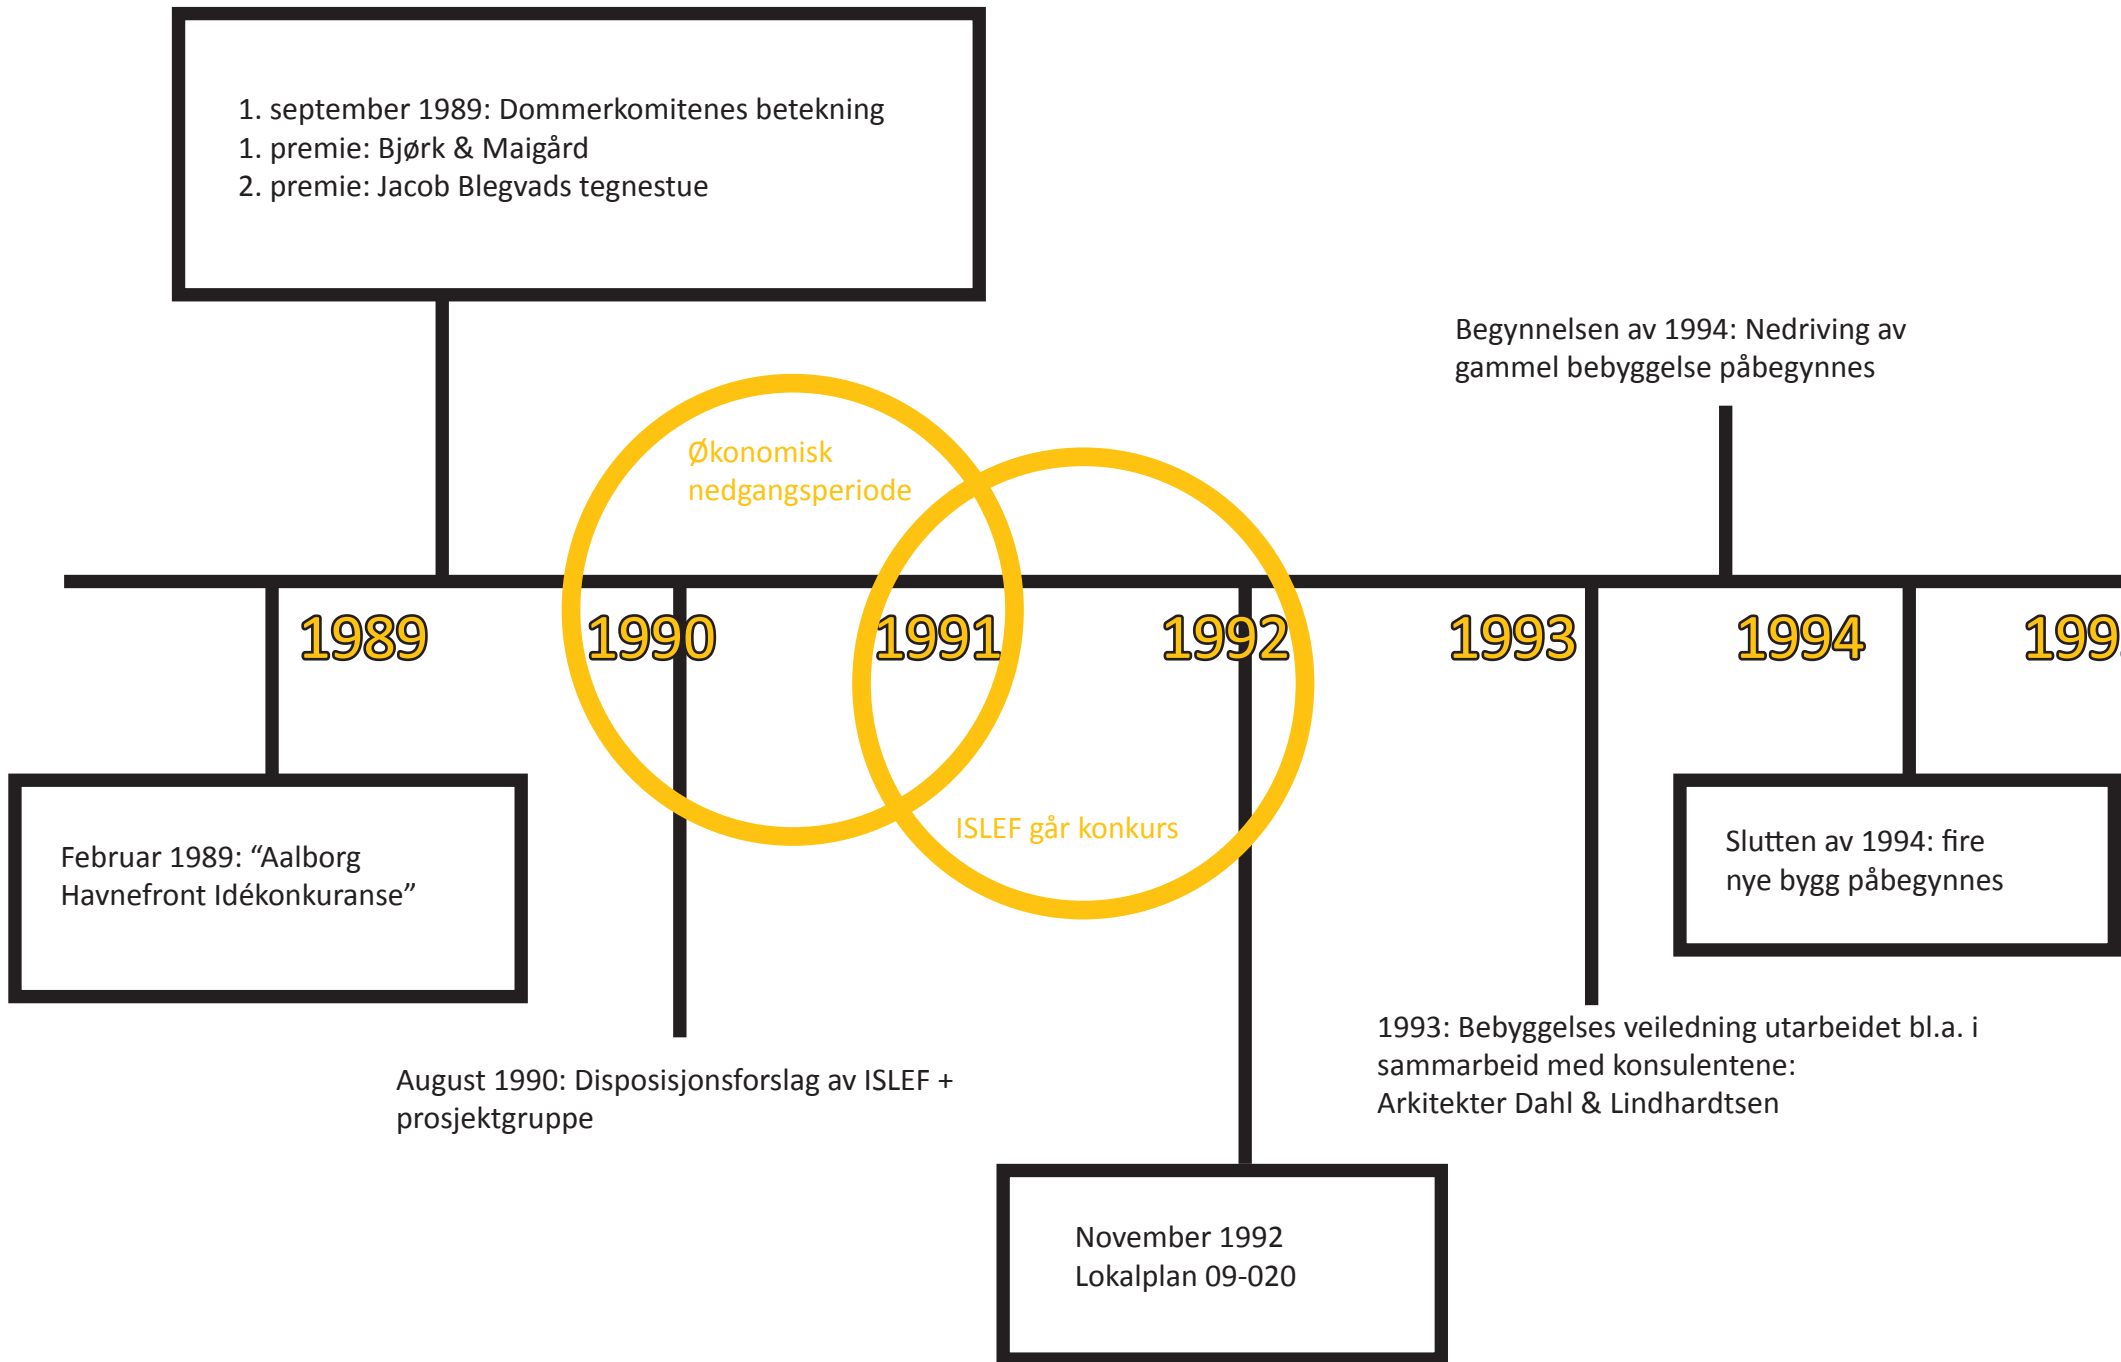 1. september 1989: Dommerkomitenes betekning
1. premie: Bjørk & Maigård
2. premie: Jacob Blegvads tegnestue
Begynnelsen av 1994: Nedriving av
gammel bebyggelse påbegynnes
Økonomisk
nedgangsperiode
1989
1990
1991
1992
1993
1994
Februar 1989: “Aalborg
Havnefront Idékonkuranse”
ISLEF går konkurs
Slutten av 1994: fire
nye bygg påbegynnes
August 1990: Disposisjonsforslag av ISLEF +
prosjektgruppe
1993: Bebyggelses veiledning utarbeidet bl.a. i
sammarbeid med konsulentene:
Arkitekter Dahl & Lindhardtsen
November 1992
Lokalplan 09-020